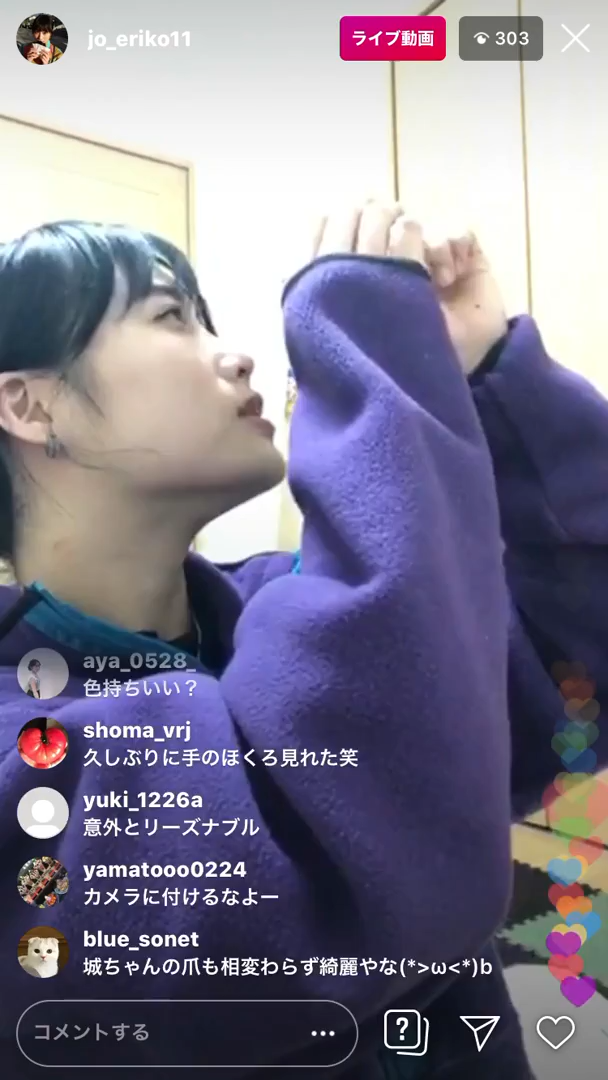 jo_eriko11
ライブ動画
303
aya_0528_
色持ちいい？
shoma_vrj
久しぶりに手のほくろ見れた笑
yuki_1226a
意外とリーズナブル
yamatooo0224
カメラに付けるなよー
blue_sonet
城ちゃんの爪も相変わらず綺麗やな(*>ω<*)b
コメントする